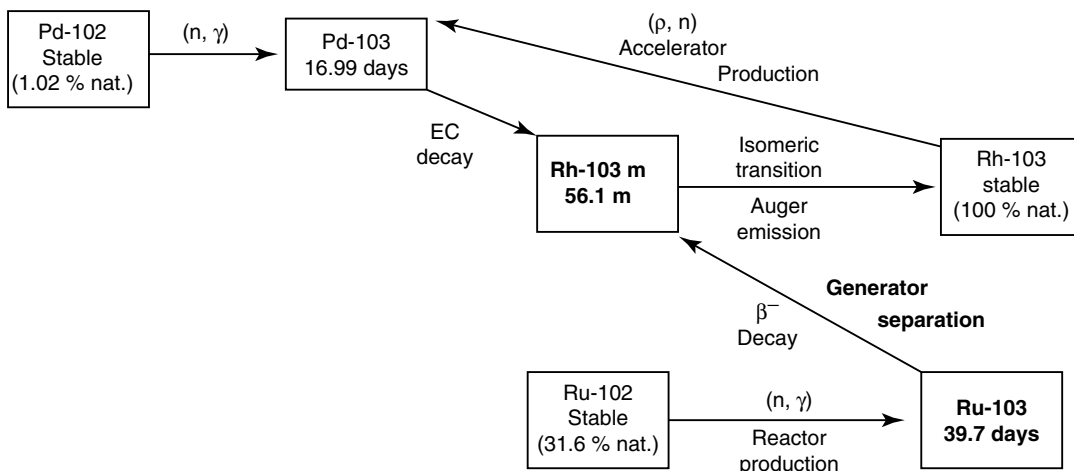 Pd-102
Stable
(1.02 % nat.)
(n, γ)
Pd-103
16.99 days
(ρ, n)
Accelerator
Production
EC
decay
Rh-103 m
56.1 m
Isomeric
transition
Auger
emission
Rh-103
stable
(100 % nat.)
Generator
separation
β−
Decay
Ru-102
Stable
(31.6 % nat.)
(n, γ)
Reactor
production
Ru-103
39.7 days